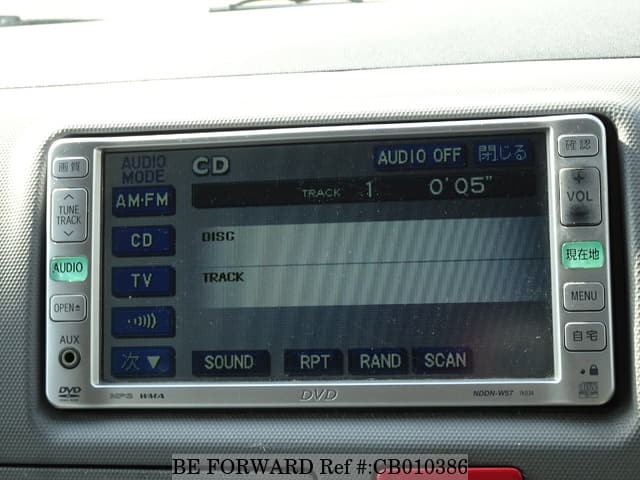 画質
AUDIO MODE
CD
AUDIO OFF
閉じる
確認
TUNE TRACK
AM·FM
TRACK 1 0'05"
+
VOL
CD
DISC
AUDIO
TV
TRACK
現在地
OPEN
MENU
AUX
自宅
次▼
SOUND
RPT
RAND
SCAN
DVD
MP3 WMA
DVD
NDDN-W57
BE FORWARD Ref #:CB010386